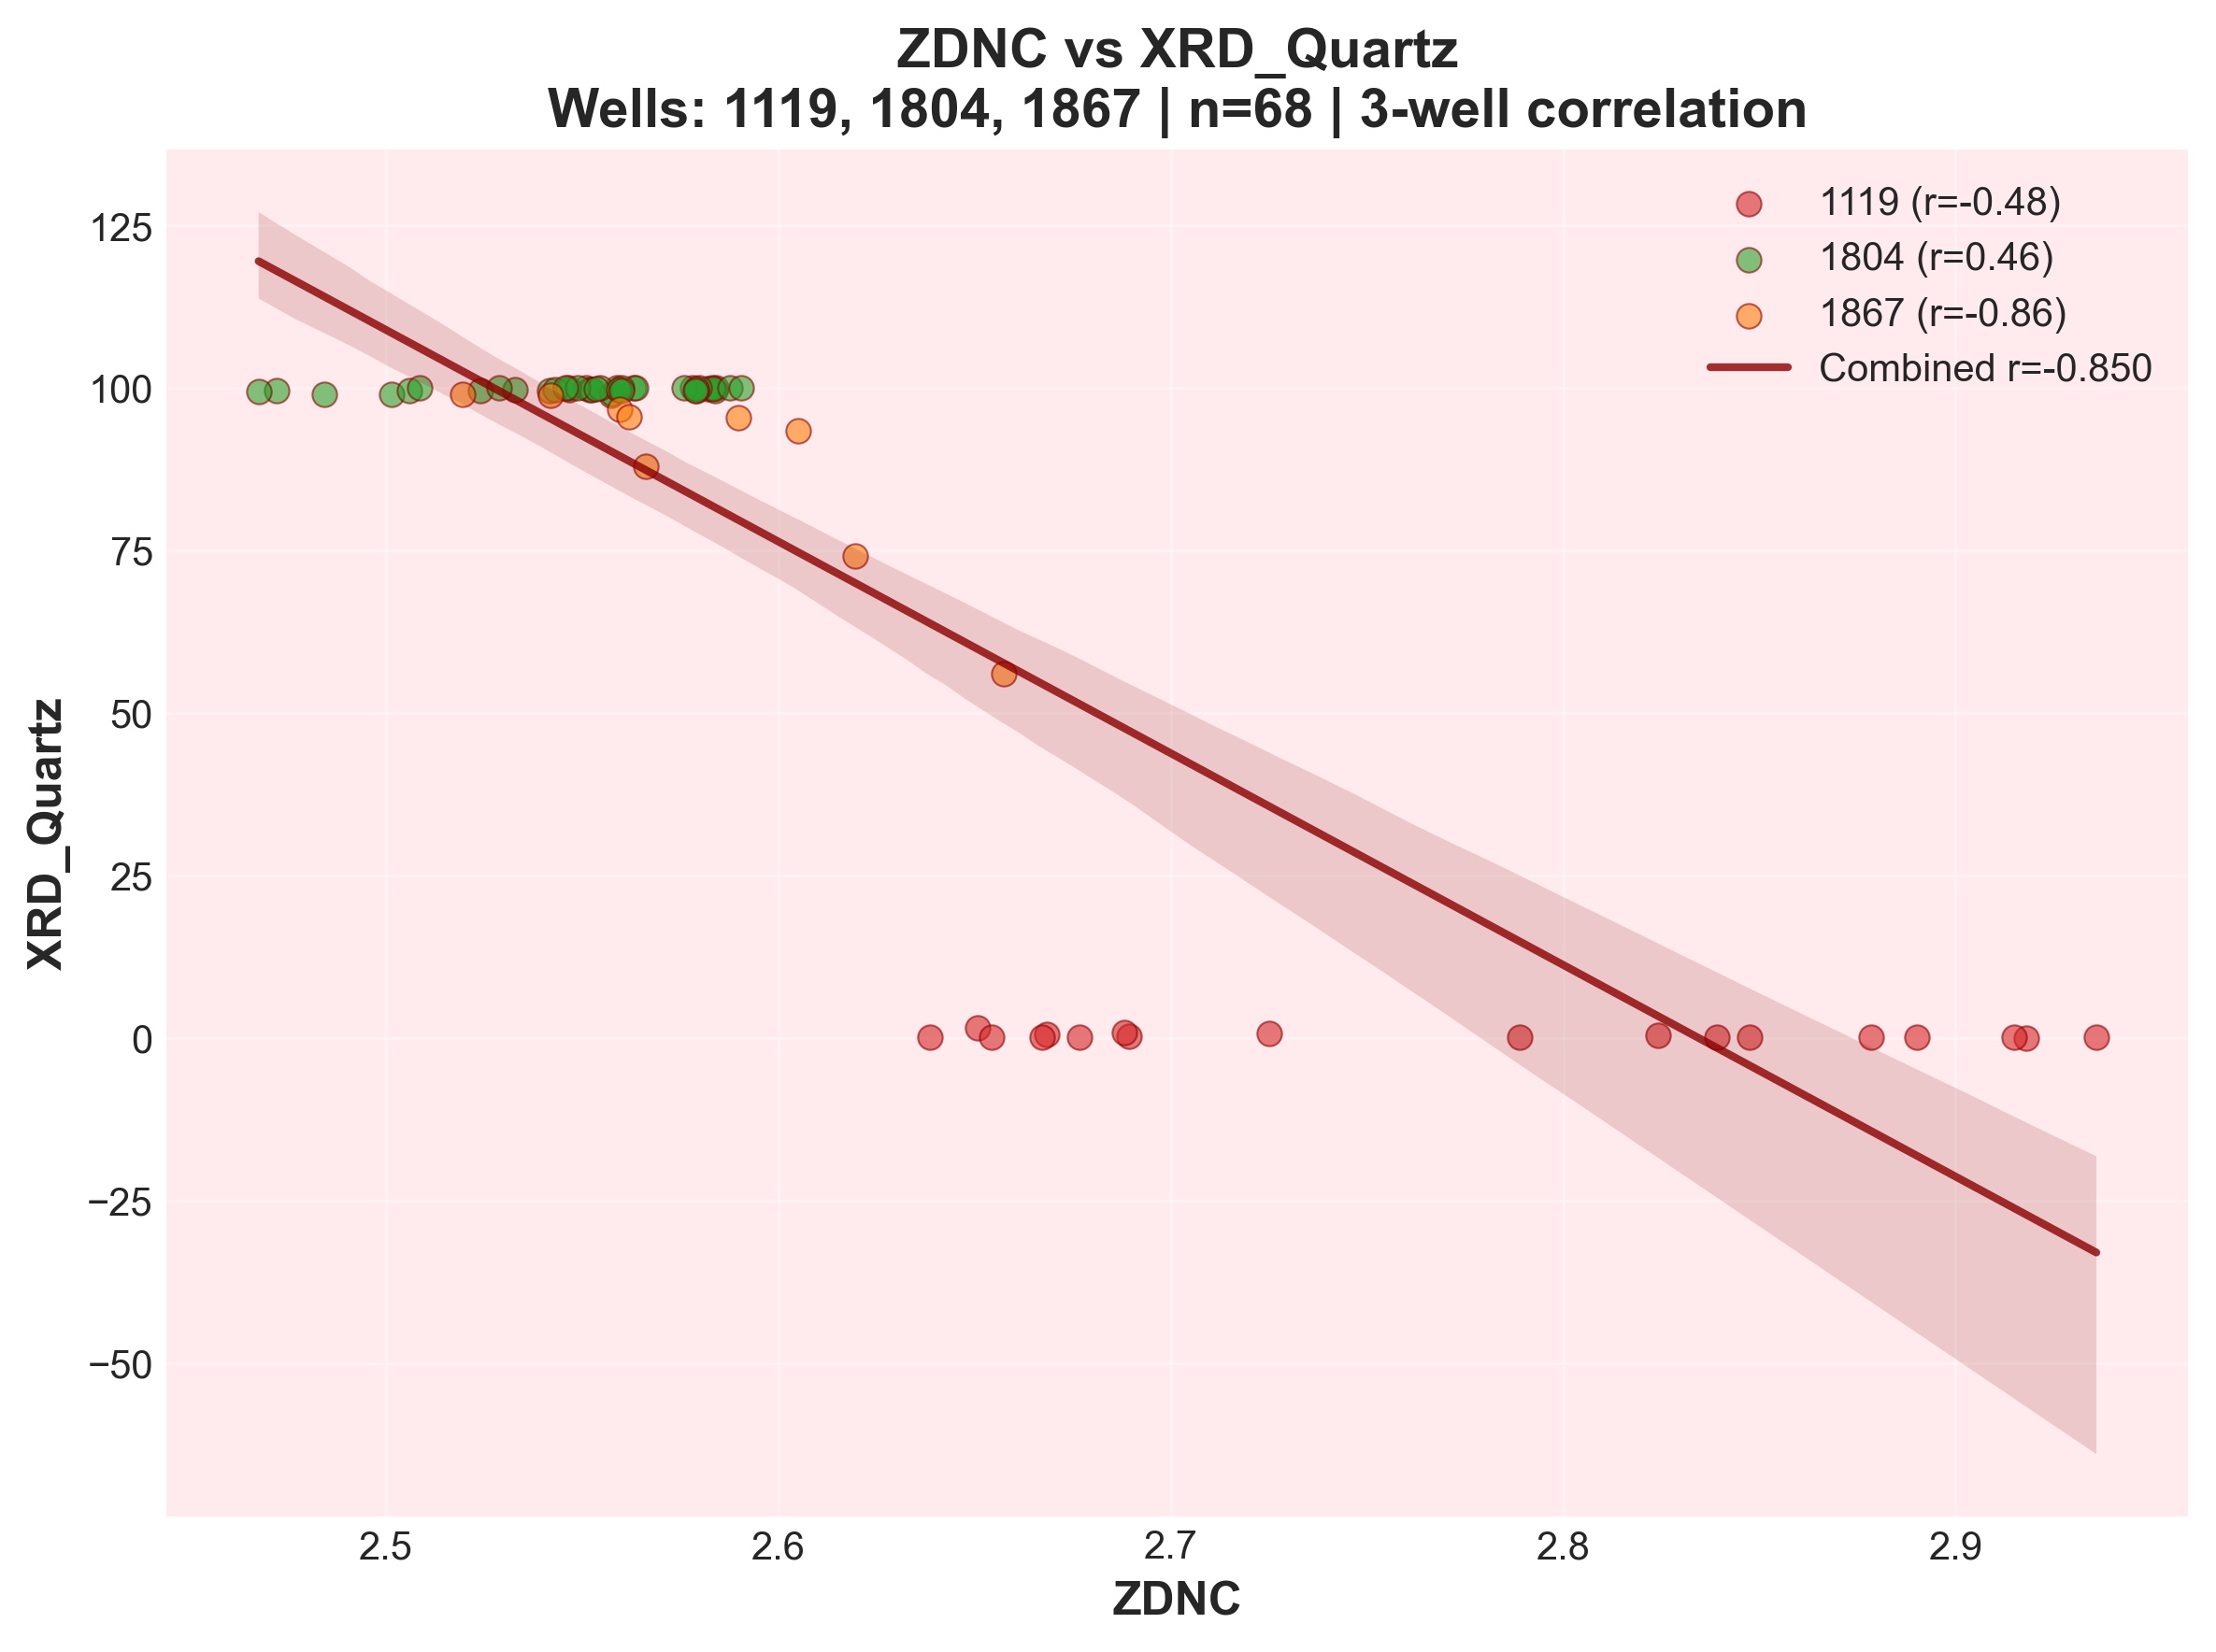 ZDNC vs XRD_Quartz
Wells: 1119, 1804, 1867 | n=68 | 3-well correlation
1119 (r=-0.48)
1804 (r=0.46)
1867 (r=-0.86)
Combined r=-0.850
XRD_Quartz
125
100
75
50
25
0
−25
−50
2.5
2.6
2.7
2.8
2.9
ZDNC